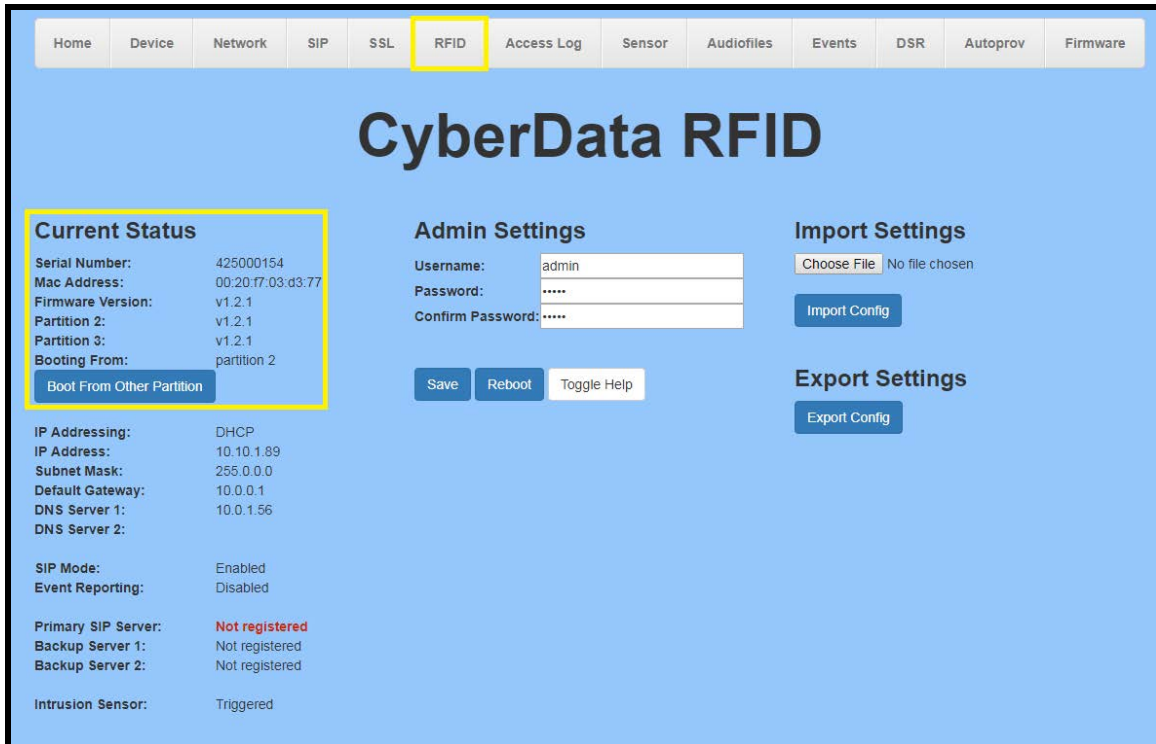 Home Device Network SIP SSL RFID Access Log Sensor Audiofiles Events DSR Autoprov Firmware
CyberData RFID
Current Status
Serial Number: 425000154
Mac Address: 00:20:f7:03:d3:77
Firmware Version: v1.2.1
Partition 2: v1.2.1
Partition 3: v1.2.1
Booting From: partition 2
Boot From Other Partition
IP Addressing: DHCP
IP Address: 10.10.1.89
Subnet Mask: 255.0.0.0
Default Gateway: 10.0.0.1
DNS Server 1: 10.0.1.56
DNS Server 2:
SIP Mode: Enabled
Event Reporting: Disabled
Primary SIP Server: Not registered
Backup Server 1: Not registered
Backup Server 2: Not registered
Intrusion Sensor: Triggered
Admin Settings
Username: admin
Password: •••••
Confirm Password: •••••
Save Reboot Toggle Help
Import Settings
Choose File No file chosen
Import Config
Export Settings
Export Config